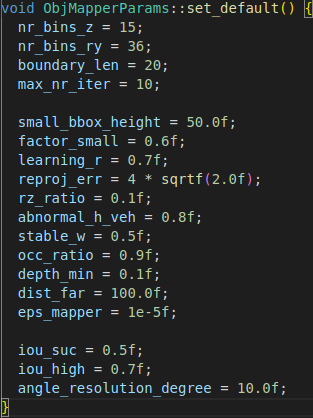 void ObjMapperParams::set_default() {
  nr_bins_z = 15;
  nr_bins_ry = 36;
  boundary_len = 20;
  max_nr_iter = 10;

  small_bbox_height = 50.0f;
  factor_small = 0.6f;
  learning_r = 0.7f;
  reproj_err = 4 * sqrtf(2.0f);
  rz_ratio = 0.1f;
  abnormal_h_veh = 0.8f;
  stable_w = 0.5f;
  occ_ratio = 0.9f;
  depth_min = 0.1f;
  dist_far = 100.0f;
  eps_mapper = 1e-5f;

  iou_suc = 0.5f;
  iou_high = 0.7f;
  angle_resolution_degree = 10.0f;
}